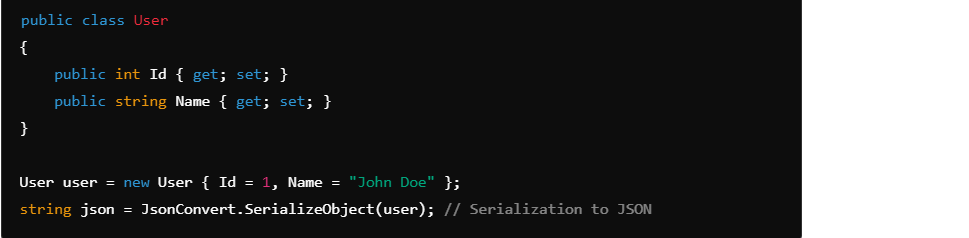 public class User
{
    public int Id { get; set; }
    public string Name { get; set; }
}

User user = new User { Id = 1, Name = "John Doe" };
string json = JsonConvert.SerializeObject(user); // Serialization to JSON